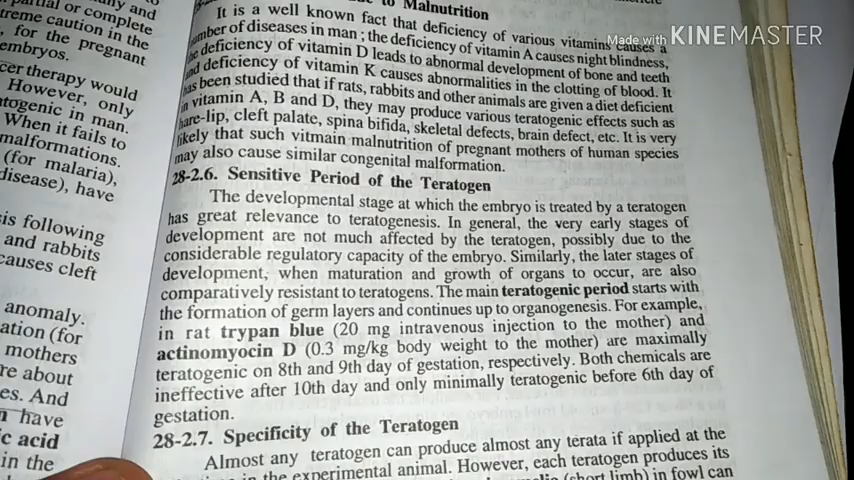 any and
partial or complete
treme caution in the
, for the pregnant
embryos.
cer therapy would
However, only
togenic in man.
When it fails to
malformations.
(for malaria),
disease), have
is following
and rabbits
causes cleft
anomaly.
ation (for
mothers
re about
es. And
n have
c acid
in the
to Malnutrition
It is a well known fact that deficiency of various vitamins causes a
number of diseases in man ; the deficiency of vitamin A causes night blindness,
he deficiency of vitamin D leads to abnormal development of bone and teeth
and deficiency of vitamin K causes abnormalities in the clotting of blood. It
has been studied that if rats, rabbits and other animals are given a diet deficient
in vitamin A, B and D, they may produce various teratogenic effects such as
hare-lip, cleft palate, spina bifida, skeletal defects, brain defect, etc. It is very
likely that such vitmain malnutrition of pregnant mothers of human species
may also cause similar congenital malformation.
28-2.6. Sensitive Period of the Teratogen
The developmental stage at which the embryo is treated by a teratogen
has great relevance to teratogenesis. In general, the very early stages of
development are not much affected by the teratogen, possibly due to the
considerable regulatory capacity of the embryo. Similarly, the later stages of
development, when maturation and growth of organs to occur, are also
comparatively resistant to teratogens. The main teratogenic period starts with
the formation of germ layers and continues up to organogenesis. For example,
in rat trypan blue (20 mg intravenous injection to the mother) and
actinomyocin D (0.3 mg/kg body weight to the mother) are maximally
teratogenic on 8th and 9th day of gestation, respectively. Both chemicals are
ineffective after 10th day and only minimally teratogenic before 6th day of
gestation.
28-2.7. Specificity of the Teratogen
Almost any teratogen can produce almost any terata if applied at the
in the experimental animal. However, each teratogen produces its
(short limb) in fowl can
Made with KINEMASTER